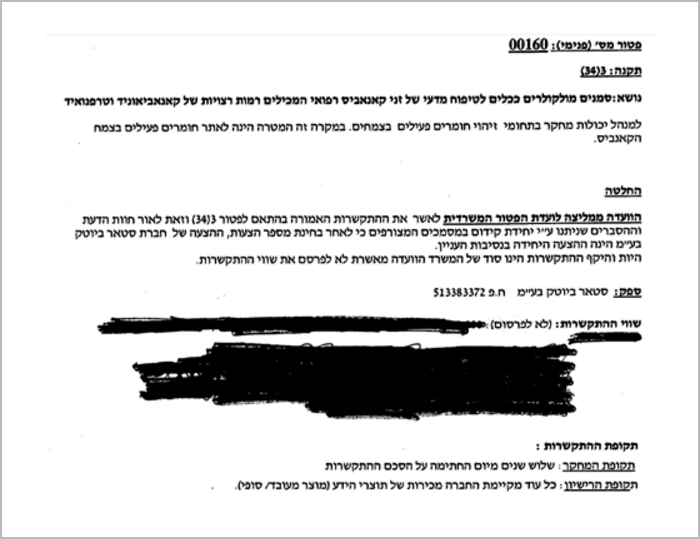 פטור מס' (פנימי): 00160
תקנה: 3(34)
נושא:סמנים מולקולרים ככלים לטיפוח מדעי של זני קאנאביס רפואי המכילים רמות רצויות של קאנאביאוניד וטרפנואיד
למנהל יכולות מחקר בתחומי זיהוי חומרים פעילים בצמחים. במקרה זה המטרה הינה לאתר חומרים פעילים בצמח
הקאנביס.
החלטה
הוועדה ממליצה לועדת הפטור המשרדית לאשר את ההתקשרות האמורה בהתאם לפטור 3(34) וזאת לאור חוות הדעת
וההסברים שניתנו ע״י יחידת קידום במסמכים המצורפים כי לאחר בחינת מספר הצעות, ההצעה של חברת סטאר ביוטק
בע״מ הינה ההצעה היחידה בנסיבות העניין.
היות והיקף ההתקשרות הינו סוד של המשרד הוועדה מאשרת לא לפרסם את שווי ההתקשרות.
ספק: סטאר ביוטק בע״מ ח.פ 513383372
שווי ההתקשרות: (לא לפרסום):
תקופת ההתקשרות :
תקופת המחקר : שלוש שנים מיום החתימה על הסכם ההתקשרות
תקופת הרישיון : כל עוד מקיימת החברה מכירות של תוצרי הידע (מוצר מעובד/ סופי).